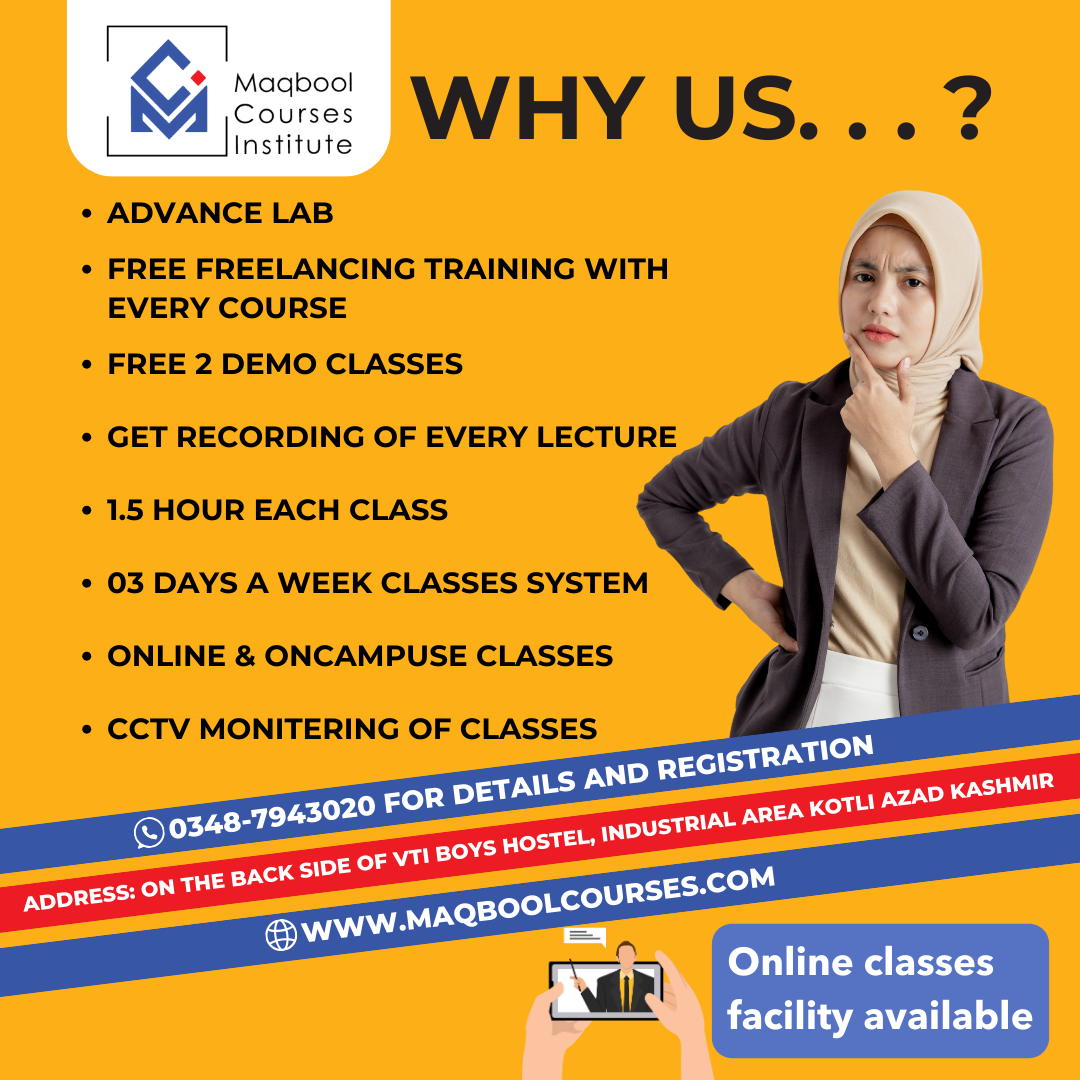 Maqbool
Courses
Institute
WHY US. . . ?
• ADVANCE LAB
• FREE FREELANCING TRAINING WITH
EVERY COURSE
• FREE 2 DEMO CLASSES
• GET RECORDING OF EVERY LECTURE
• 1.5 HOUR EACH CLASS
• 03 DAYS A WEEK CLASSES SYSTEM
• ONLINE & ONCAMPUSE CLASSES
• CCTV MONITERING OF CLASSES
0348-7943020 FOR DETAILS AND REGISTRATION
ADDRESS: ON THE BACK SIDE OF VTI BOYS HOSTEL, INDUSTRIAL AREA KOTLI AZAD KASHMIR
WWW.MAQBOOLCOURSES.COM
Online classes
facility available